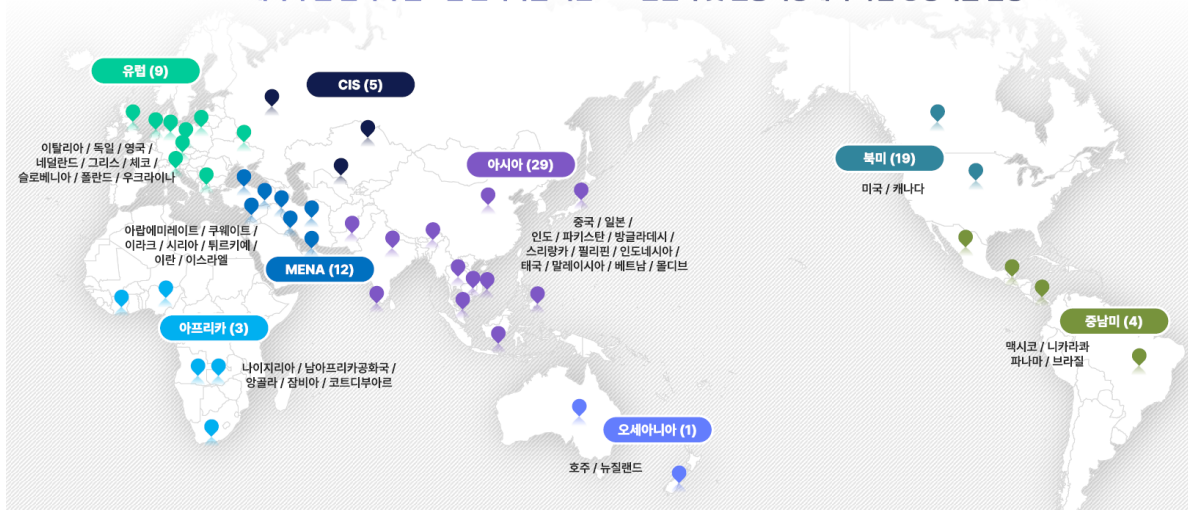 유럽 (9)
이탈리아 / 독일 / 영국 /
네덜란드 / 그리스 / 체코 /
슬로베니아 / 폴란드 / 우크라이나
CIS (5)
아시아 (29)
중국 / 일본 /
인도 / 파키스탄 / 방글라데시 /
스리랑카 / 필리핀 / 인도네시아 /
태국 / 말레이시아 / 베트남 / 몰디브
아랍에미레이트 / 쿠웨이트 /
이라크 / 시리아 / 튀르키예 /
이란 / 이스라엘
MENA (12)
아프리카 (3)
나이지리아 / 남아프리카공화국 /
앙골라 / 잠비아 / 코트디부아르
오세아니아 (1)
호주 / 뉴질랜드
북미 (19)
미국 / 캐나다
중남미 (4)
맥시코 / 니카라콰
파나마 / 브라질